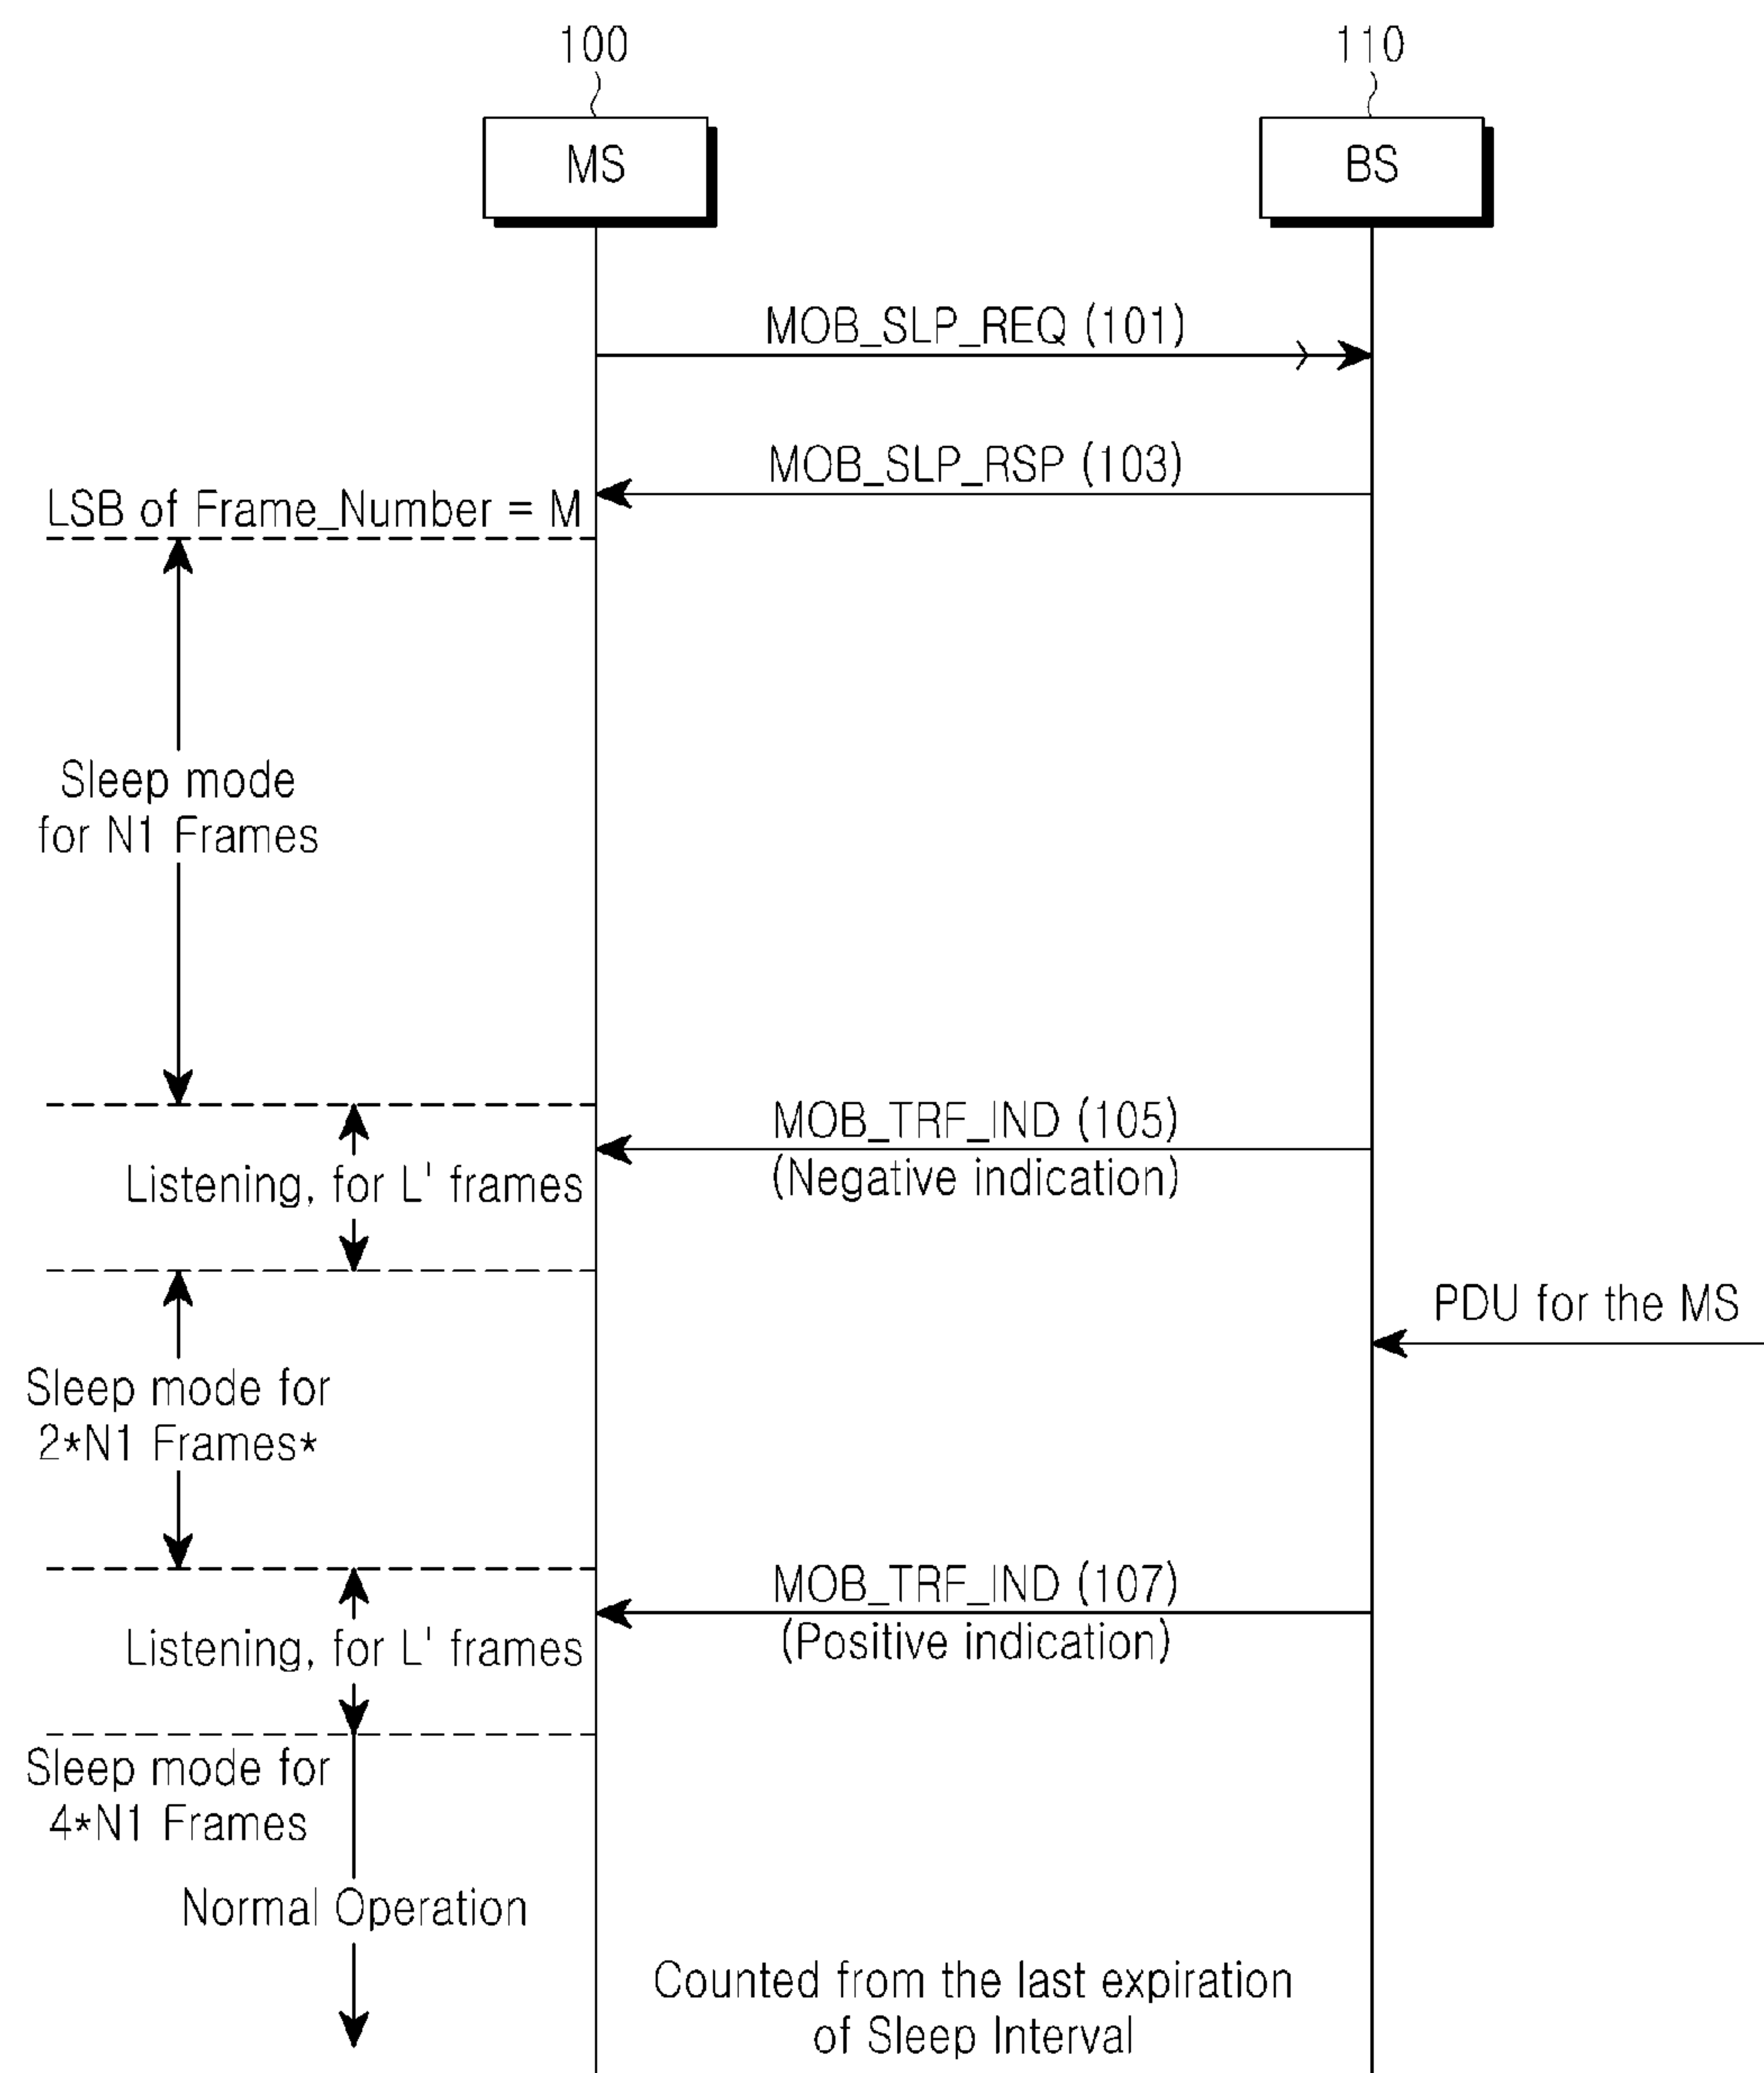 100
110
MS
BS
MOB_SLP_REQ (101)
MOB_SLP_RSP (103)
LSB of Frame_Number = M
Sleep mode
for N1 Frames
MOB_TRF_IND (105)
(Negative indication)
Listening, for L' frames
PDU for the MS
Sleep mode for
2*N1 Frames*
MOB_TRF_IND (107)
(Positive indication)
Listening, for L' frames
Sleep mode for
4*N1 Frames
Normal Operation
Counted from the last expiration
of Sleep Interval